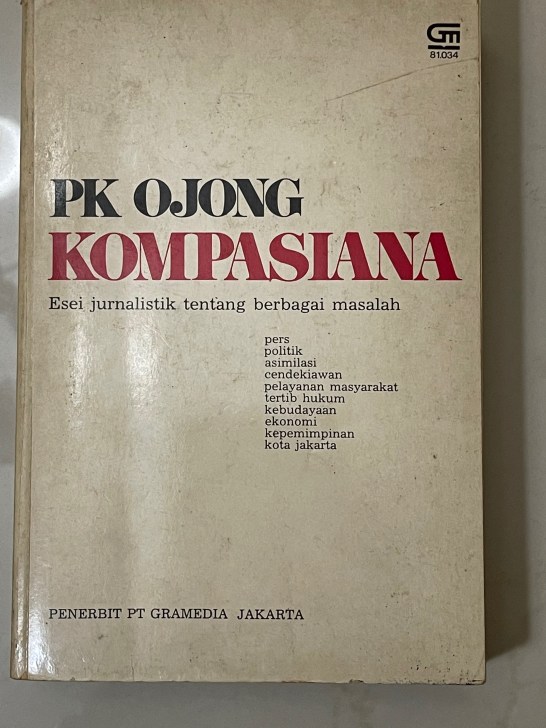 GM
81.034
PK OJONG
KOMPASIANA
Esei jurnalistik tentang berbagai masalah
pers
politik
asimilasi
cendekiawan
pelayanan masyarakat
tertib hukum
kebudayaan
ekonomi
kepemimpinan
kota jakarta
PENERBIT PT GRAMEDIA JAKARTA